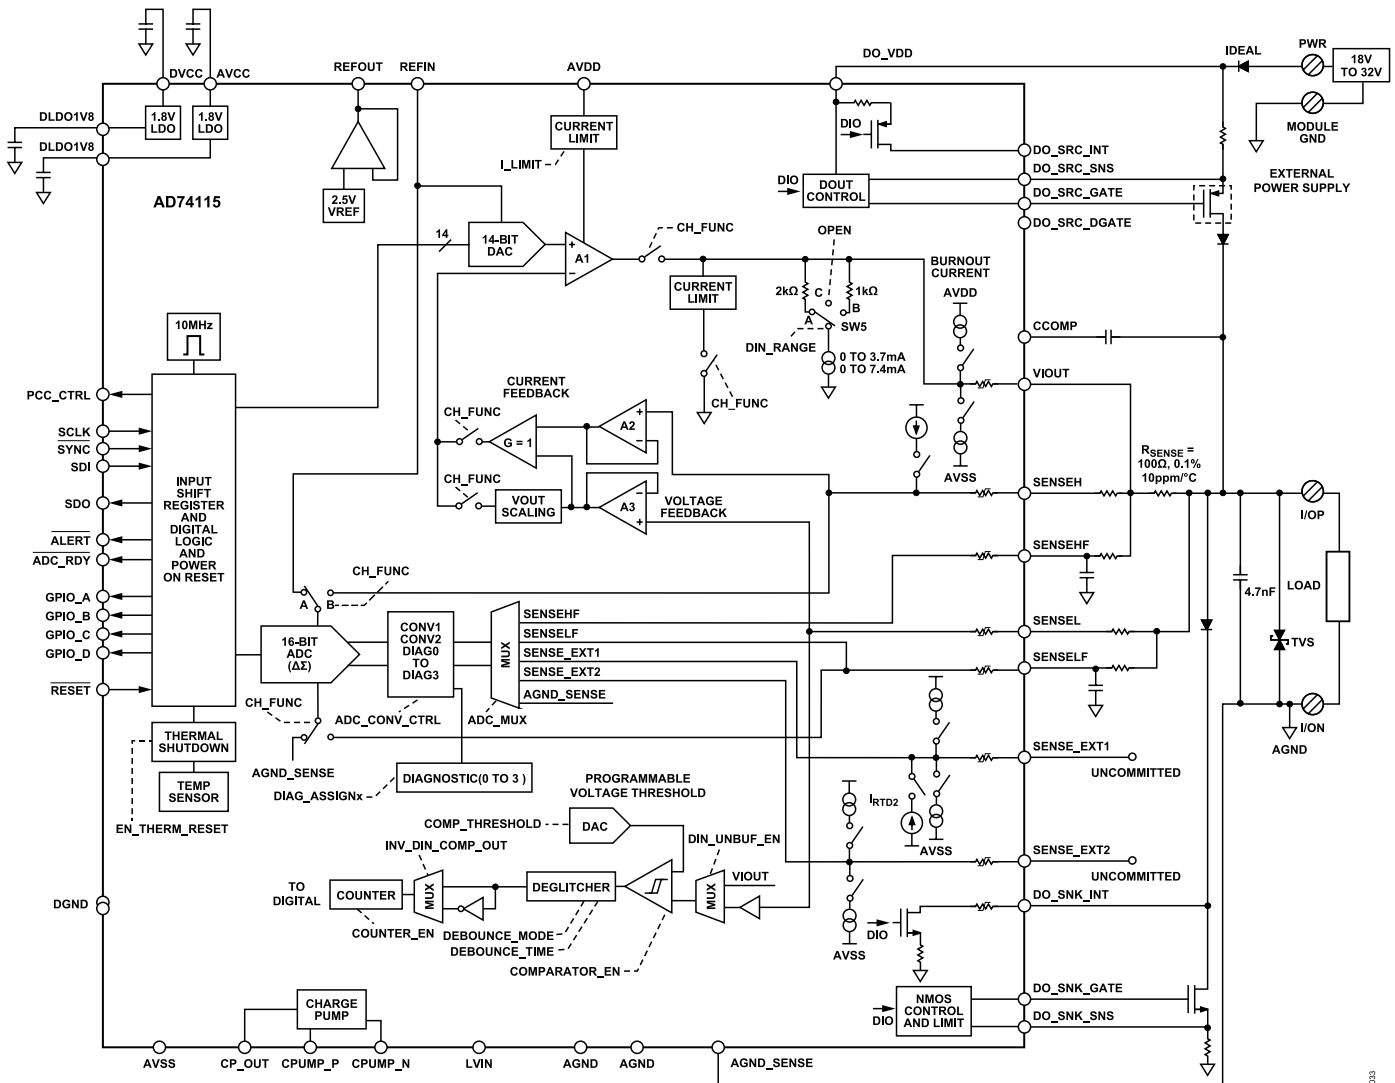 DVCC
AVCC
REFOUT
REFIN
AVDD
DO_VDD
IDEAL
PWR
18V
TO 32V
MODULE
GND
EXTERNAL
POWER SUPPLY
DLDO1V8
DLDO1V8
1.8V
LDO
1.8V
LDO
CURRENT
LIMIT
I_LIMIT
2.5V
VREF
AD74115
DIO
DIO
DOUT
CONTROL
DO_SRC_INT
DO_SRC_SNS
DO_SRC_GATE
DO_SRC_DGATE
14
14-BIT
DAC
+
–
A1
CH_FUNC
OPEN
CURRENT
LIMIT
2kΩ
C
1kΩ
A
B
SW5
DIN_RANGE
0 TO 3.7mA
0 TO 7.4mA
CH_FUNC
BURNOUT
CURRENT
AVDD
AVSS
CCOMP
VIOUT
10MHz
PCC_CTRL
SCLK
SYNC
SDI
SDO
ALERT
ADC_RDY
GPIO_A
GPIO_B
GPIO_C
GPIO_D
RESET
INPUT
SHIFT
REGISTER
AND
DIGITAL
LOGIC
AND
POWER
ON RESET
CURRENT
FEEDBACK
CH_FUNC
G = 1
A2
+
–
CH_FUNC
VOUT
SCALING
A3
–
+
VOLTAGE
FEEDBACK
RSENSE =
100Ω, 0.1%
10ppm/°C
SENSEH
SENSEHF
SENSEL
SENSELF
I/OP
LOAD
4.7nF
TVS
I/ON
AGND
A
B
CH_FUNC
16-BIT
ADC
(ΔΣ)
CONV1
CONV2
DIAG0
TO
DIAG3
MUX
SENSEHF
SENSELF
SENSE_EXT1
SENSE_EXT2
AGND_SENSE
CH_FUNC
ADC_CONV_CTRL
ADC_MUX
AGND_SENSE
DIAGNOSTIC(0 TO 3 )
DIAG_ASSIGNx
THERMAL
SHUTDOWN
TEMP
SENSOR
EN_THERM_RESET
SENSE_EXT1
UNCOMMITTED
IRTD2
AVSS
SENSE_EXT2
UNCOMMITTED
AVSS
PROGRAMMABLE
VOLTAGE THRESHOLD
COMP_THRESHOLD
DAC
DIN_UNBUF_EN
INV_DIN_COMP_OUT
VIOUT
MUX
DEGLITCHER
MUX
COUNTER
TO
DIGITAL
COUNTER_EN
DEBOUNCE_MODE
DEBOUNCE_TIME
COMPARATOR_EN
DGND
DIO
DO_SNK_INT
DIO
NMOS
CONTROL
AND LIMIT
DO_SNK_GATE
DO_SNK_SNS
CHARGE
PUMP
AVSS
CP_OUT
CPUMP_P
CPUMP_N
LVIN
AGND
AGND
AGND_SENSE
033